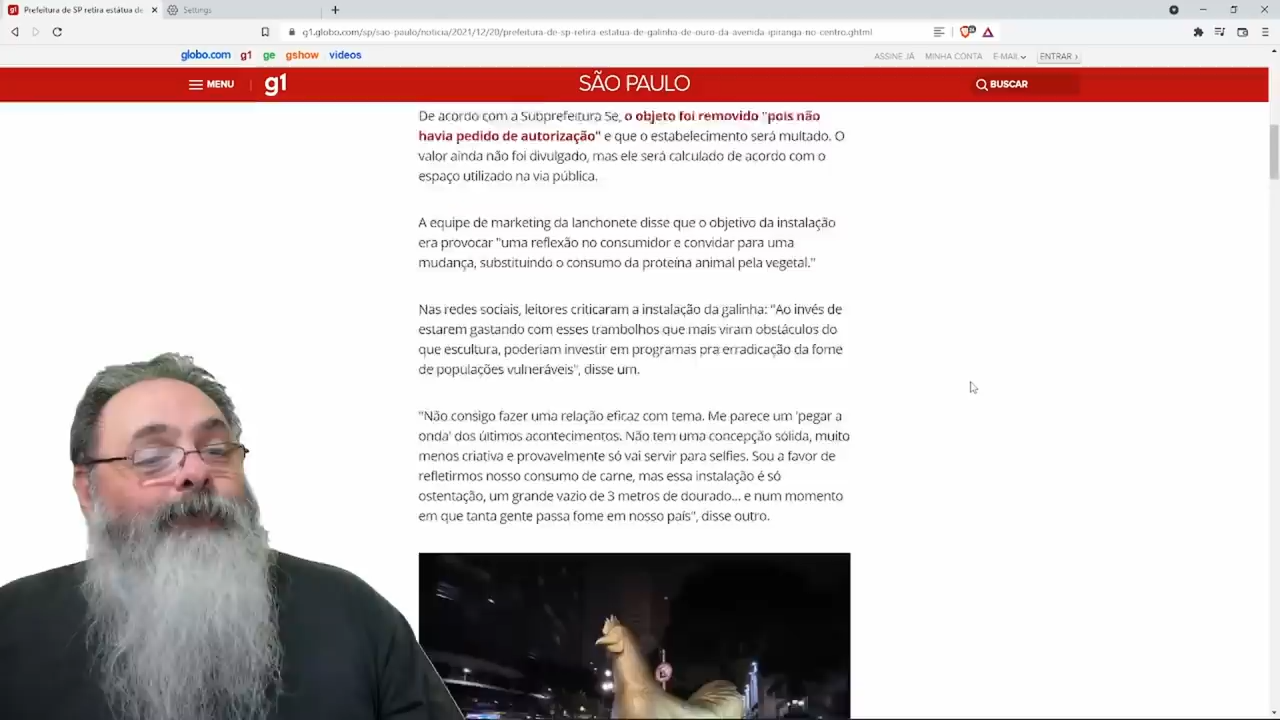 Prefeitura de SP retira estátua de
Settings
g1.globo.com/sp/sao-paulo/noticia/2021/12/20/prefeitura-de-sp-retira-estatua-de-galinha-de-ouro-da-avenida-ipiranga-no-centro.ghtml
globo.com g1 ge gshow videos
ASSINE JÁ MINHA CONTA E-MAIL ENTRAR ›
MENU g1 SÃO PAULO BUSCAR
De acordo com a Subprefeitura Sé, o objeto foi removido "pois não
havia pedido de autorização" e que o estabelecimento será multado. O
valor ainda não foi divulgado, mas ele será calculado de acordo com o
espaço utilizado na via pública.
A equipe de marketing da lanchonete disse que o objetivo da instalação
era provocar "uma reflexão no consumidor e convidar para uma
mudança, substituindo o consumo da proteína animal pela vegetal."
Nas redes sociais, leitores criticaram a instalação da galinha: "Ao invés de
estarem gastando com esses trambolhos que mais viram obstáculos do
que escultura, poderiam investir em programas pra erradicação da fome
de populações vulneráveis", disse um.
"Não consigo fazer uma relação eficaz com tema. Me parece um 'pegar a
onda' dos últimos acontecimentos. Não tem uma concepção sólida, muito
menos criativa e provavelmente só vai servir para selfies. Sou a favor de
refletirmos nosso consumo de carne, mas essa instalação é só
ostentação, um grande vazio de 3 metros de dourado... e num momento
em que tanta gente passa fome em nosso país", disse outro.